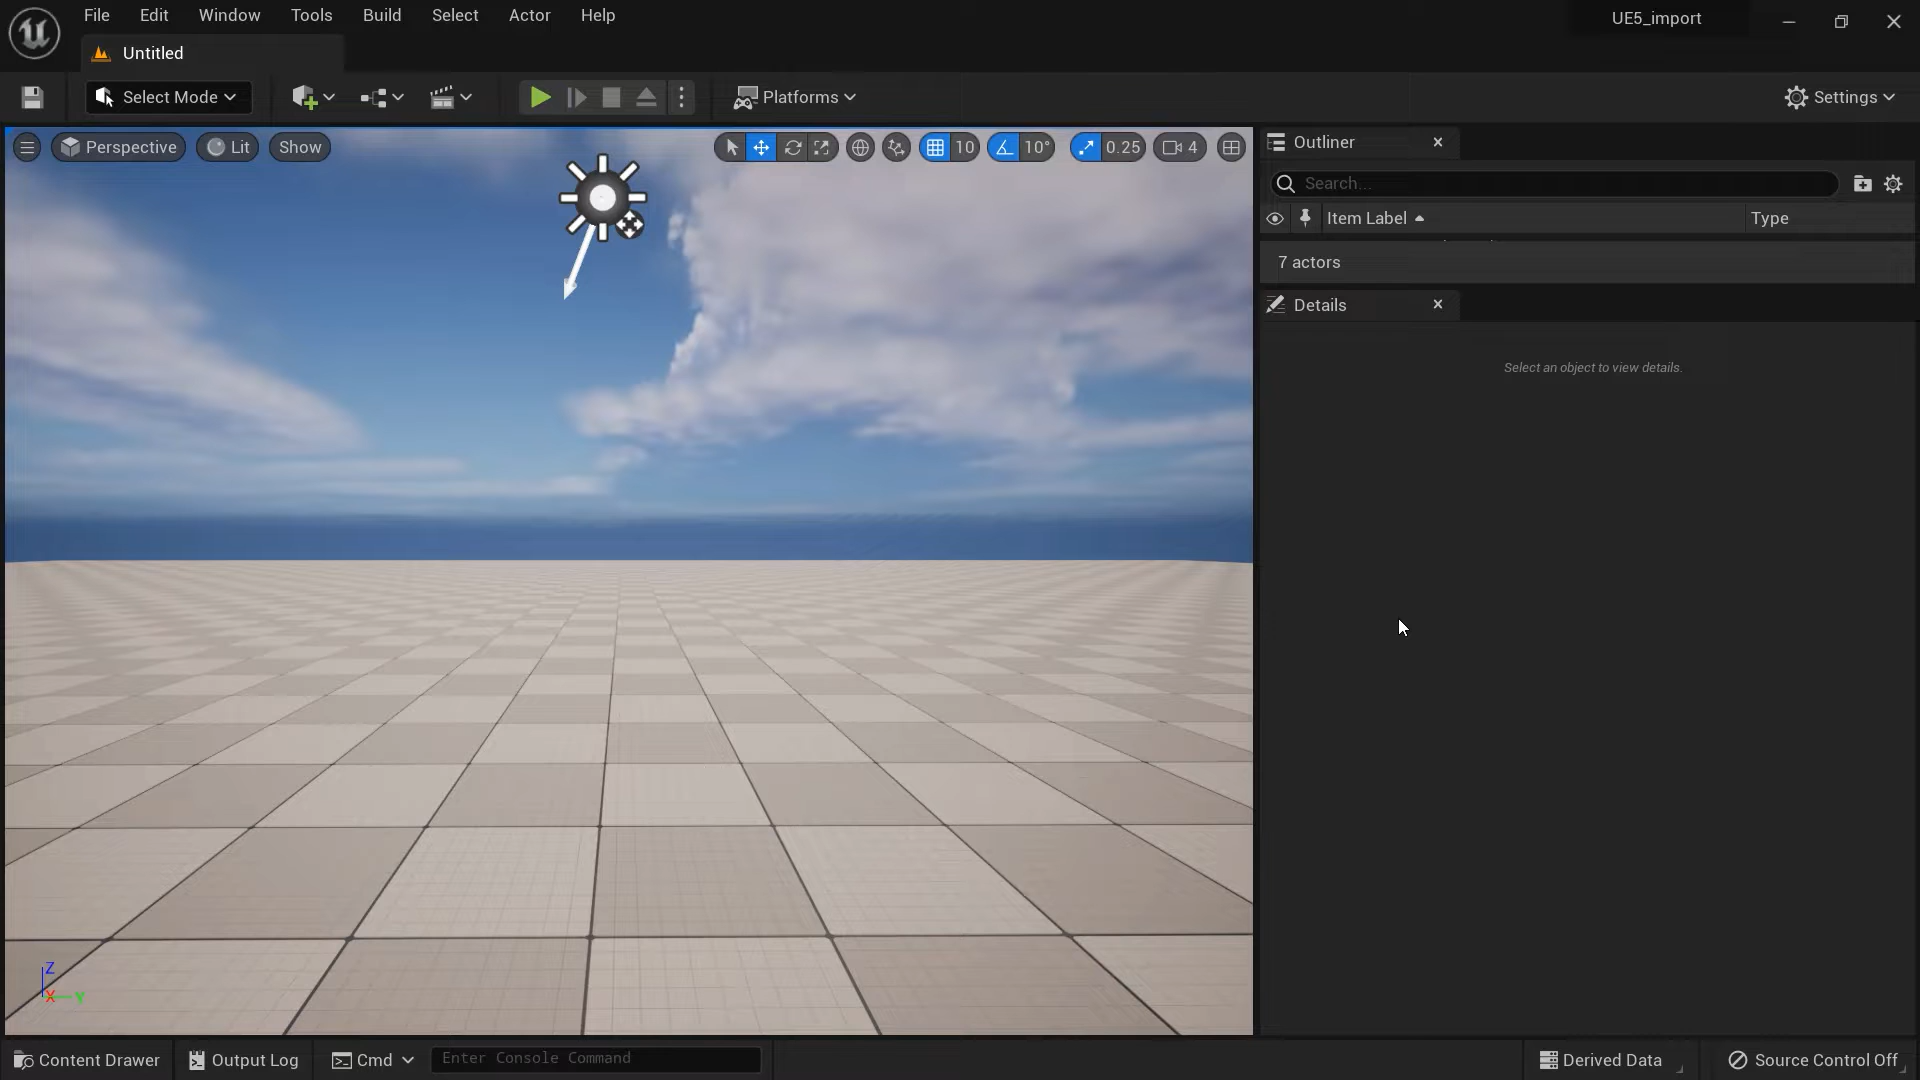 File Edit Window Tools Build Select Actor Help
UE5_import
Untitled
Select Mode
Platforms
Settings
Perspective
Lit
Show
10
10°
0.25
4
Outliner
Search...
Item Label
Type
7 actors
Details
Select an object to view details.
Z
X
Y
Content Drawer
Output Log
Cmd
Enter Console Command
Derived Data
Source Control Off